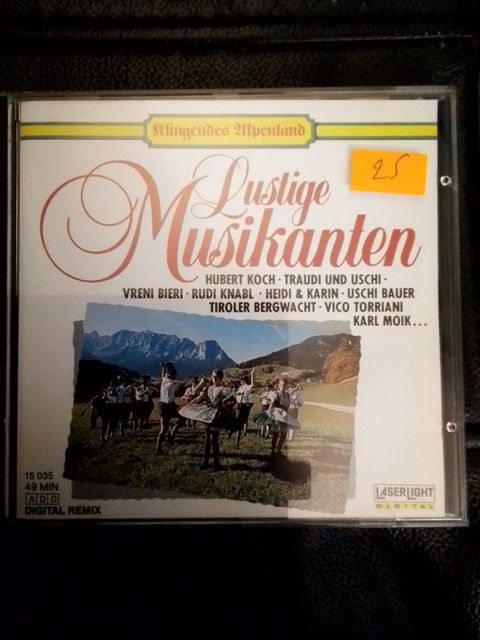 Klingendes Alpenland
25
Lustige
Musikanten
HUBERT KOCH · TRAUDI UND USCHI ·
VRENI BIERI · RUDI KNABL · HEIDI & KARIN · USCHI BAUER
TIROLER BERGWACHT · VICO TORRIANI
KARL MOIK...
15 035
49 MIN
ADD
DIGITAL REMIX
LASERLIGHT
DIGITAL